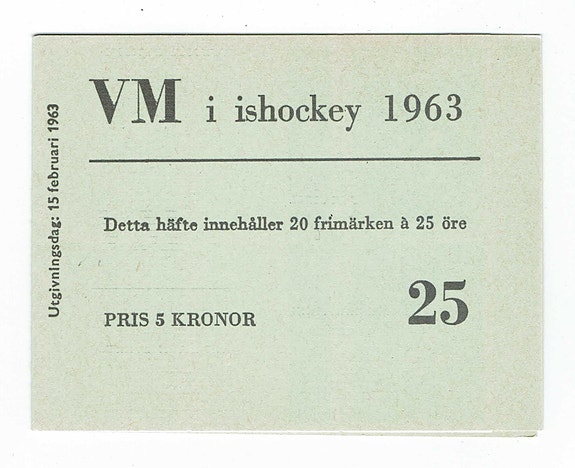 VM i ishockey 1963
Utgivningsdag: 15 februari 1963
Detta häfte innehåller 20 frimärken à 25 öre
PRIS 5 KRONOR
25